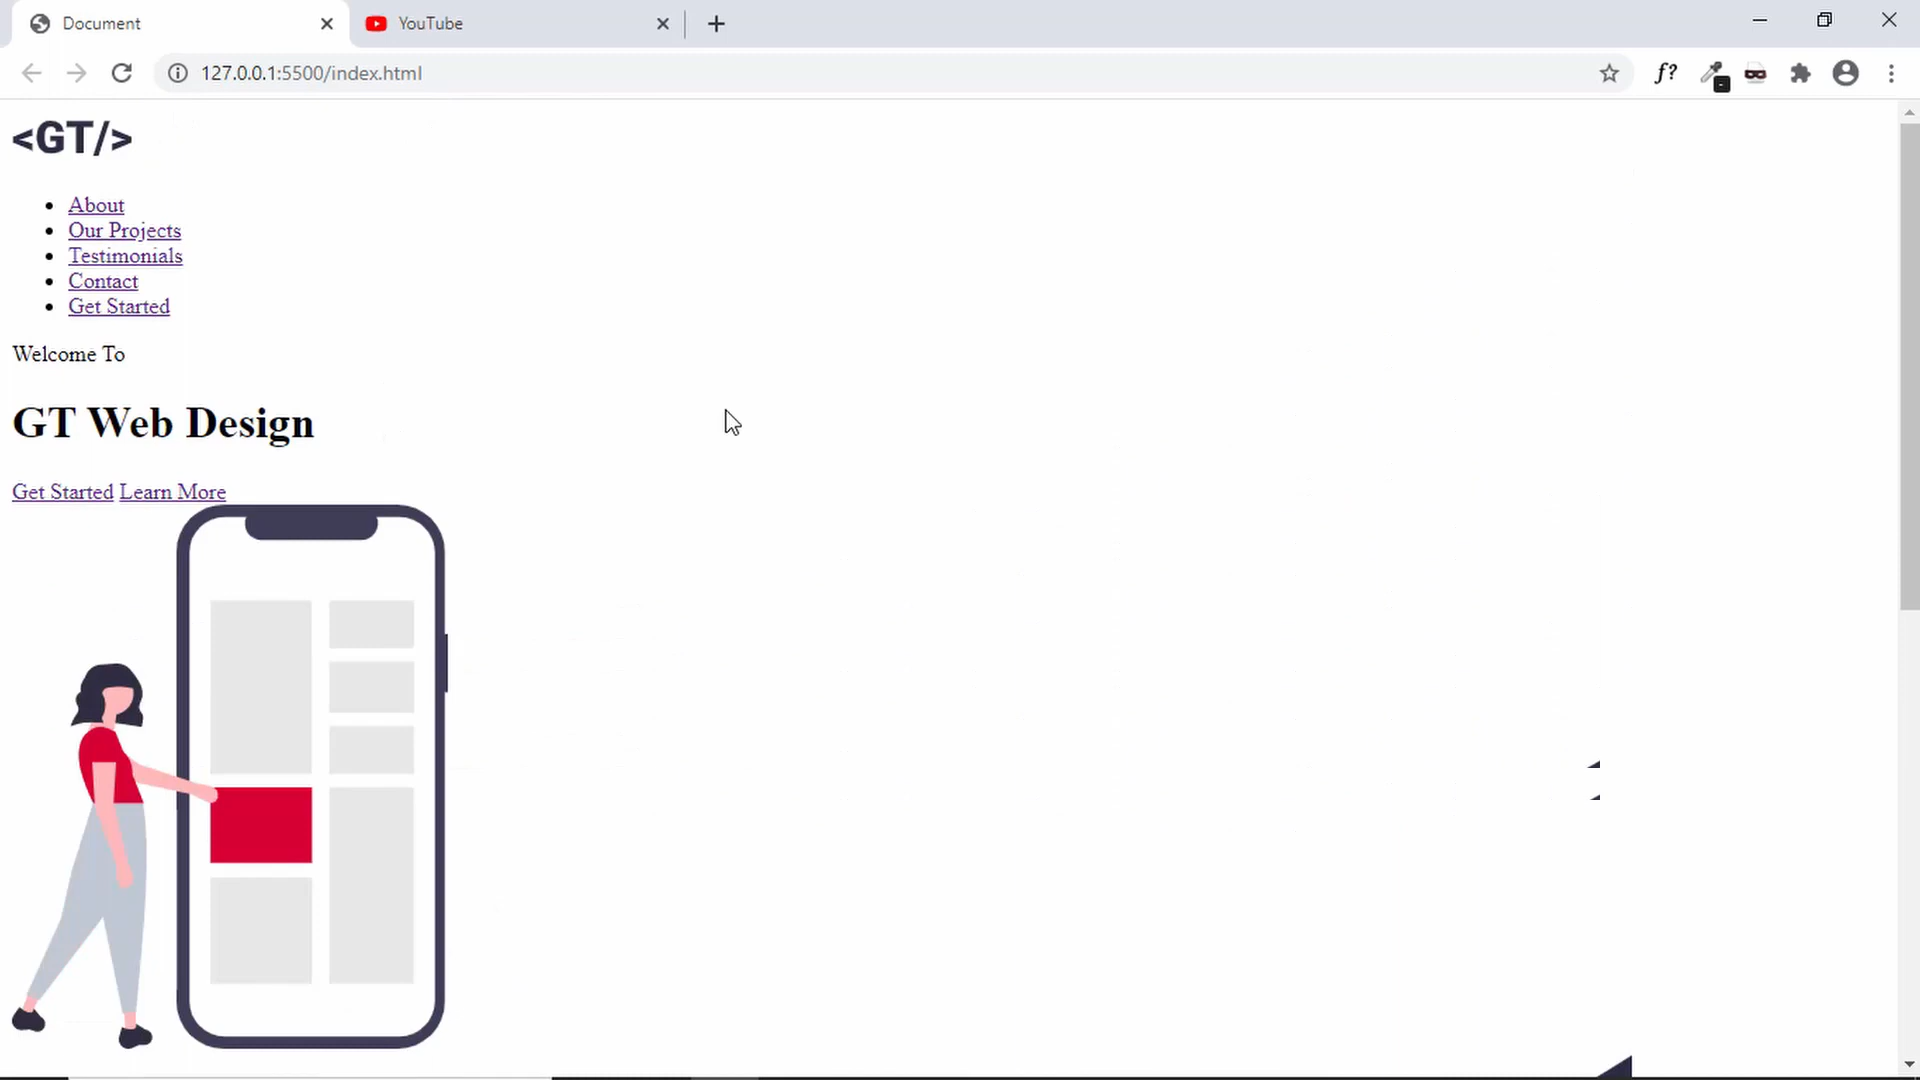 Document
YouTube
127.0.0.1:5500/index.html
f?
<GT/>
About
Our Projects
Testimonials
Contact
Get Started
Welcome To
GT Web Design
Get Started Learn More